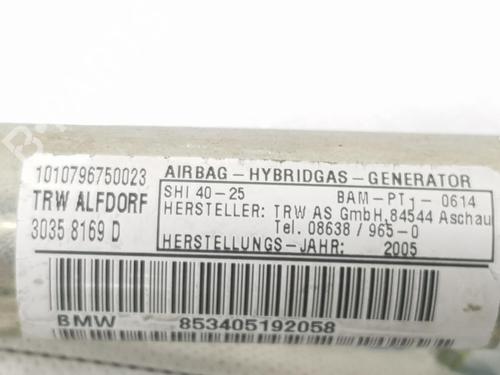 1010796750023
TRW ALFDORF
3035 8169 D
AIRBAG-HYBRIDGAS-GENERATOR
SHI 40-25 BAM-PT1-0614
HERSTELLER: TRW AS GmbH, 84544 Aschau
Tel. 08638/965-0
HERSTELLUNGS-JAHR: 2005
BMW 853405192058